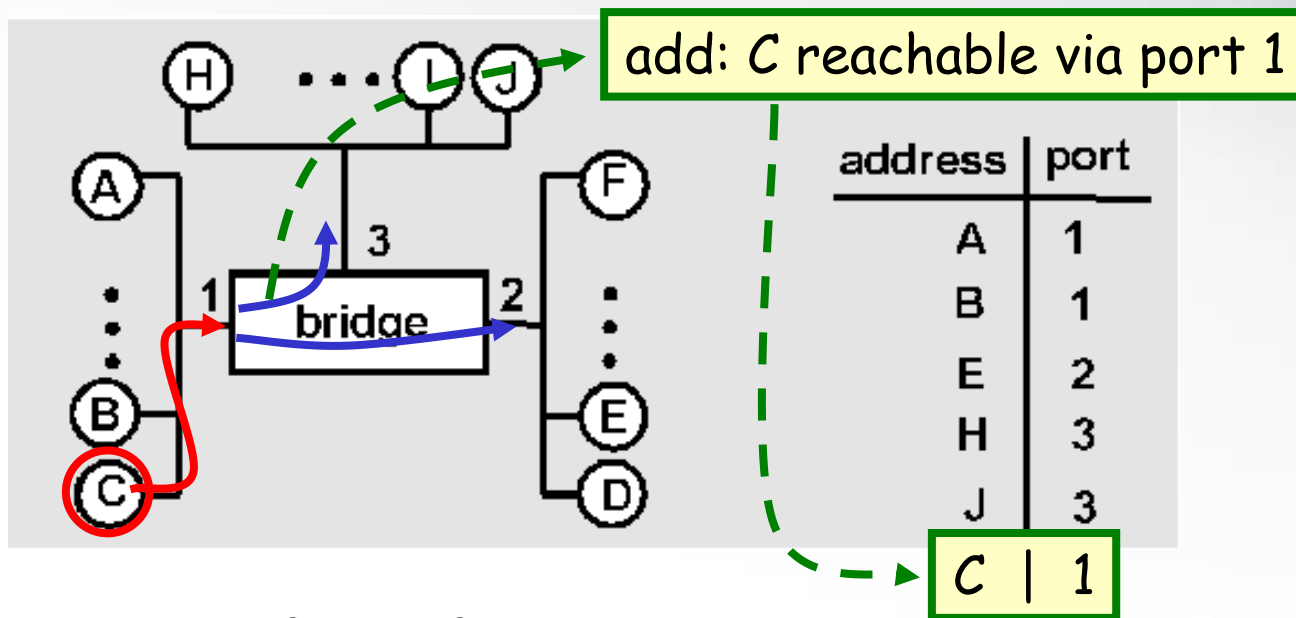 add: C reachable via port 1
H I J
address port
A F
A 1
3
1 2
B 1
bridge
E 2
B E
H 3
C D
J 3
C | 1